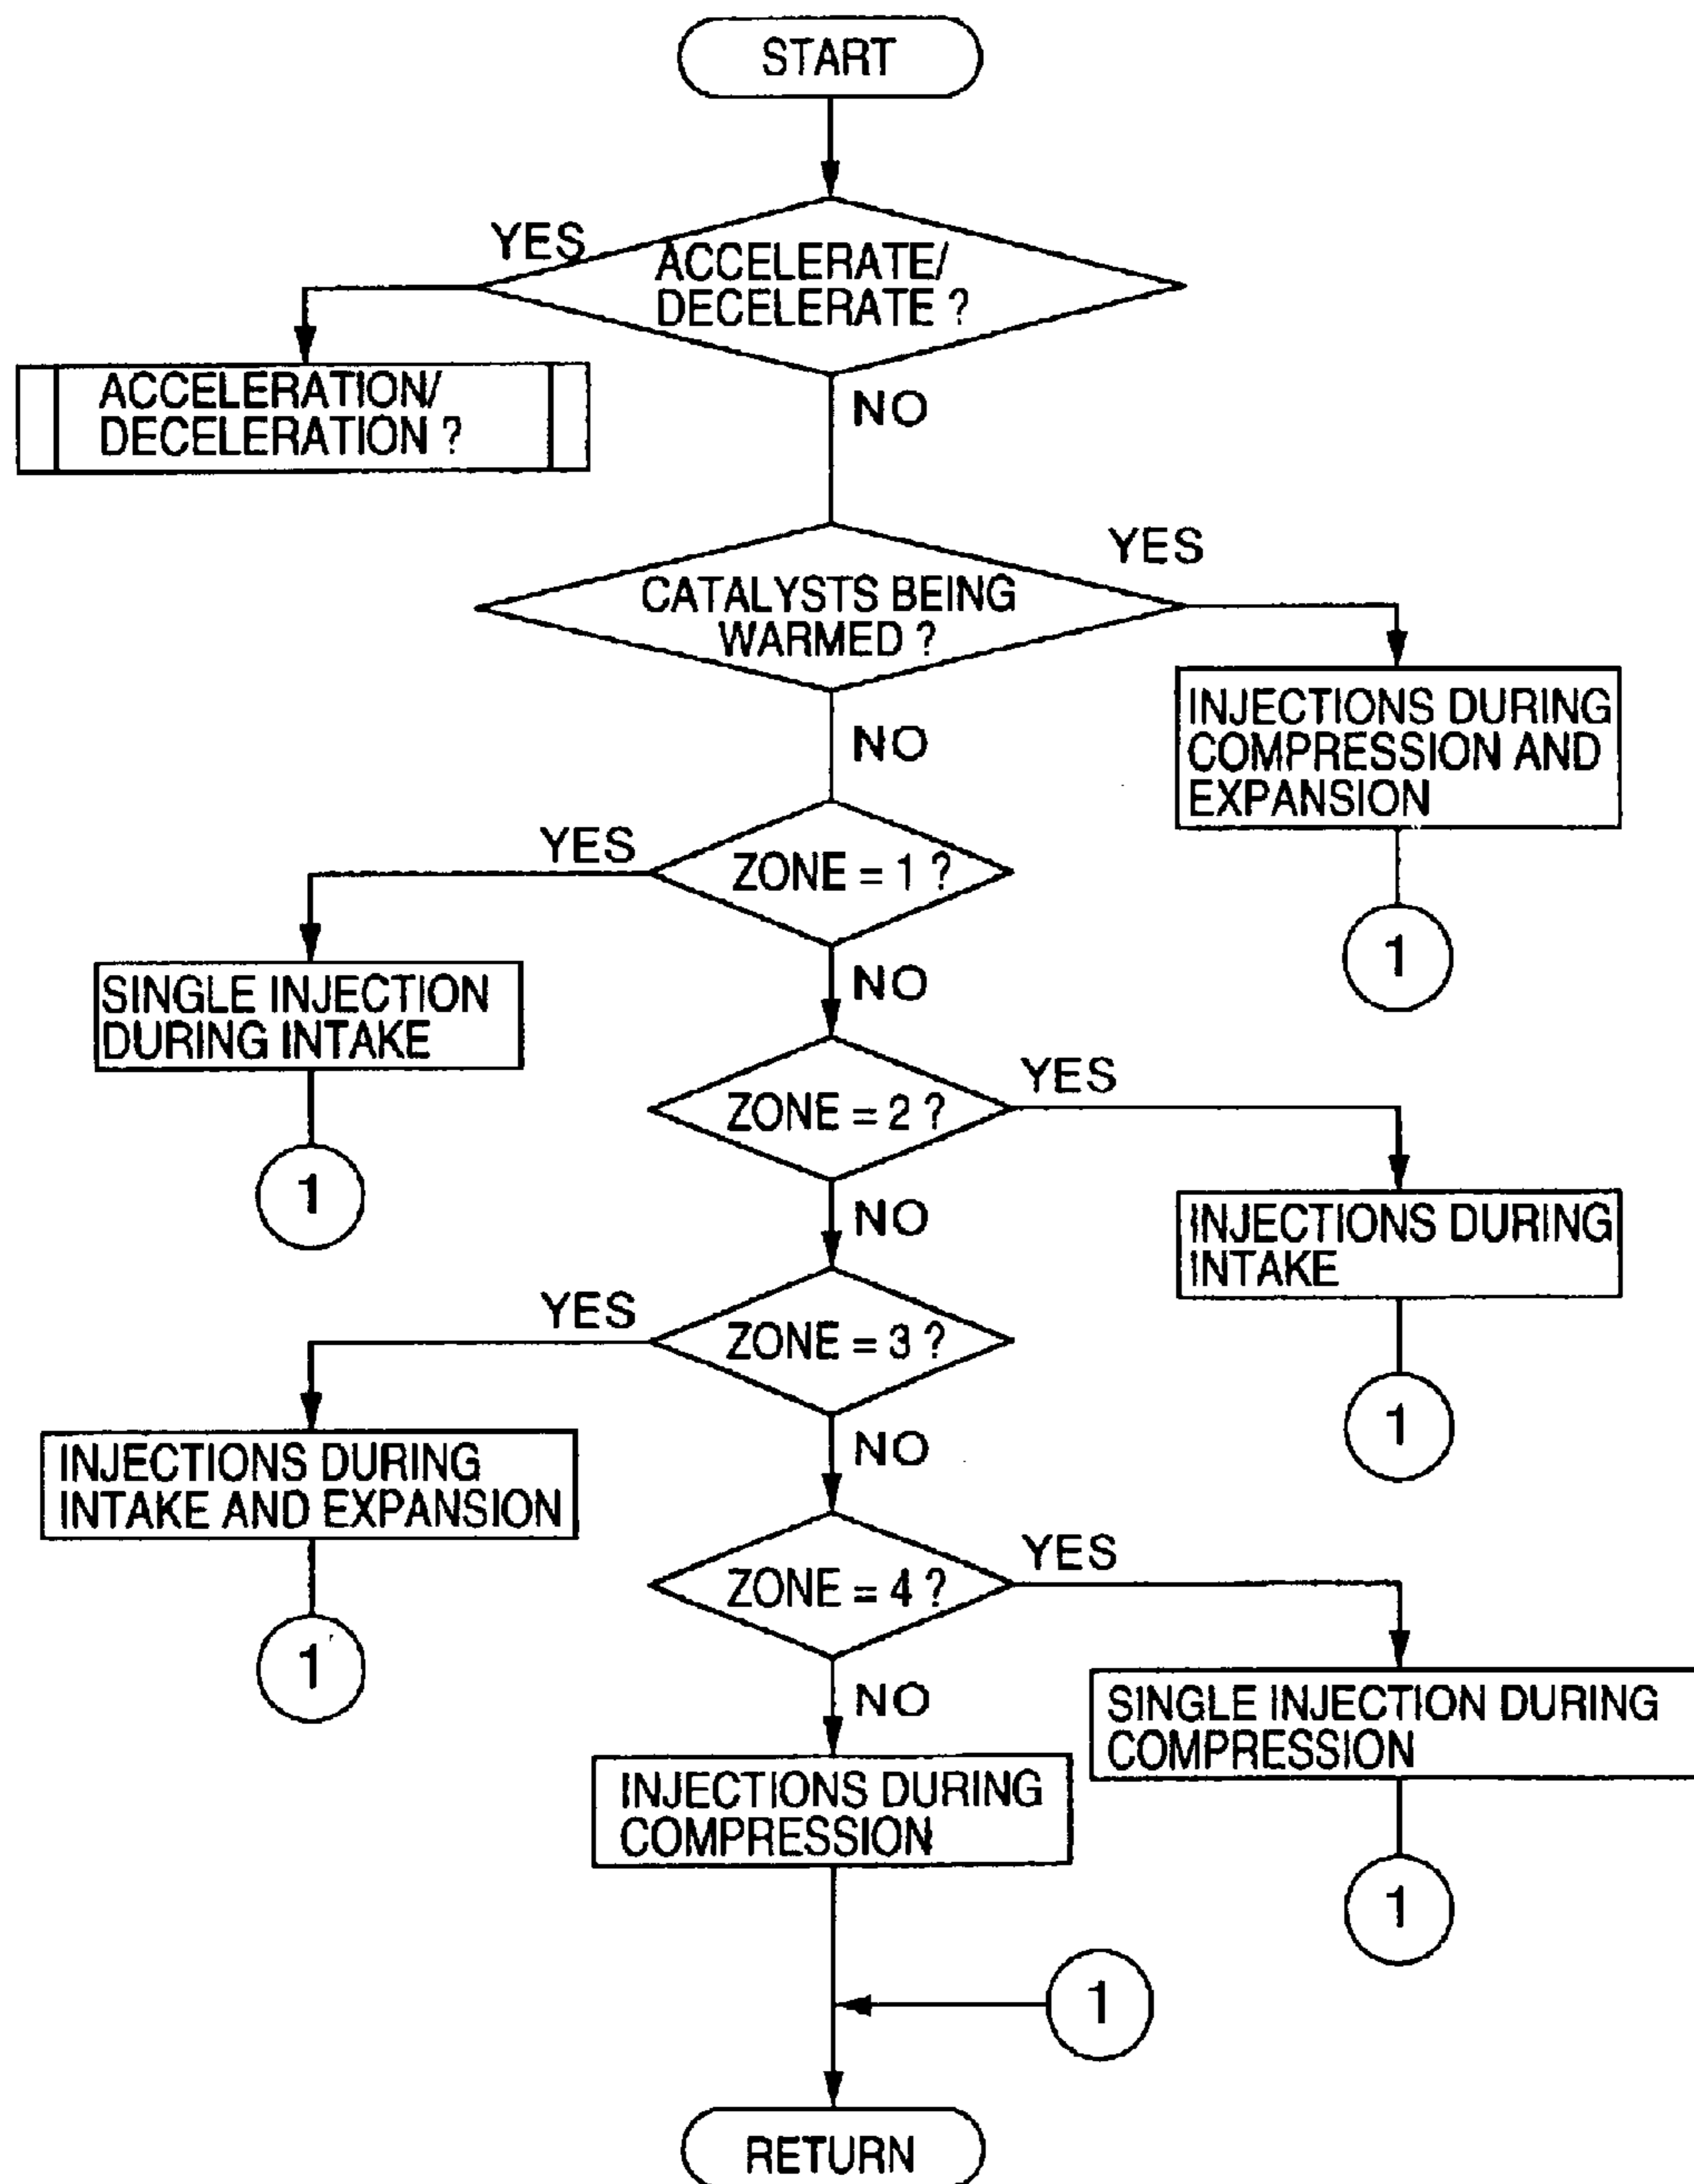 START
YES
ACCELERATE/
DECELERATE ?
ACCELERATION/
DECELERATION ?
NO
YES
CATALYSTS BEING
WARMED ?
INJECTIONS DURING
COMPRESSION AND
EXPANSION
NO
YES
ZONE = 1 ?
1
SINGLE INJECTION
DURING INTAKE
NO
YES
ZONE = 2 ?
1
INJECTIONS DURING
INTAKE
NO
YES
ZONE = 3 ?
1
INJECTIONS DURING
INTAKE AND EXPANSION
NO
YES
ZONE = 4 ?
1
SINGLE INJECTION DURING
COMPRESSION
NO
INJECTIONS DURING
COMPRESSION
1
1
RETURN